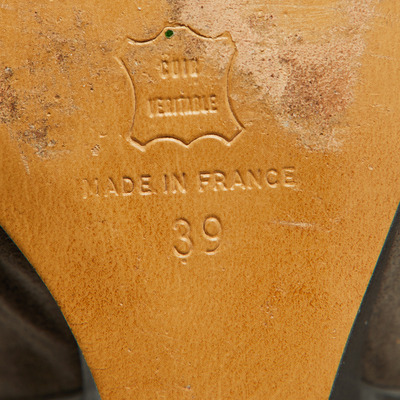 CUIR
VERITABLE
MADE IN FRANCE
39